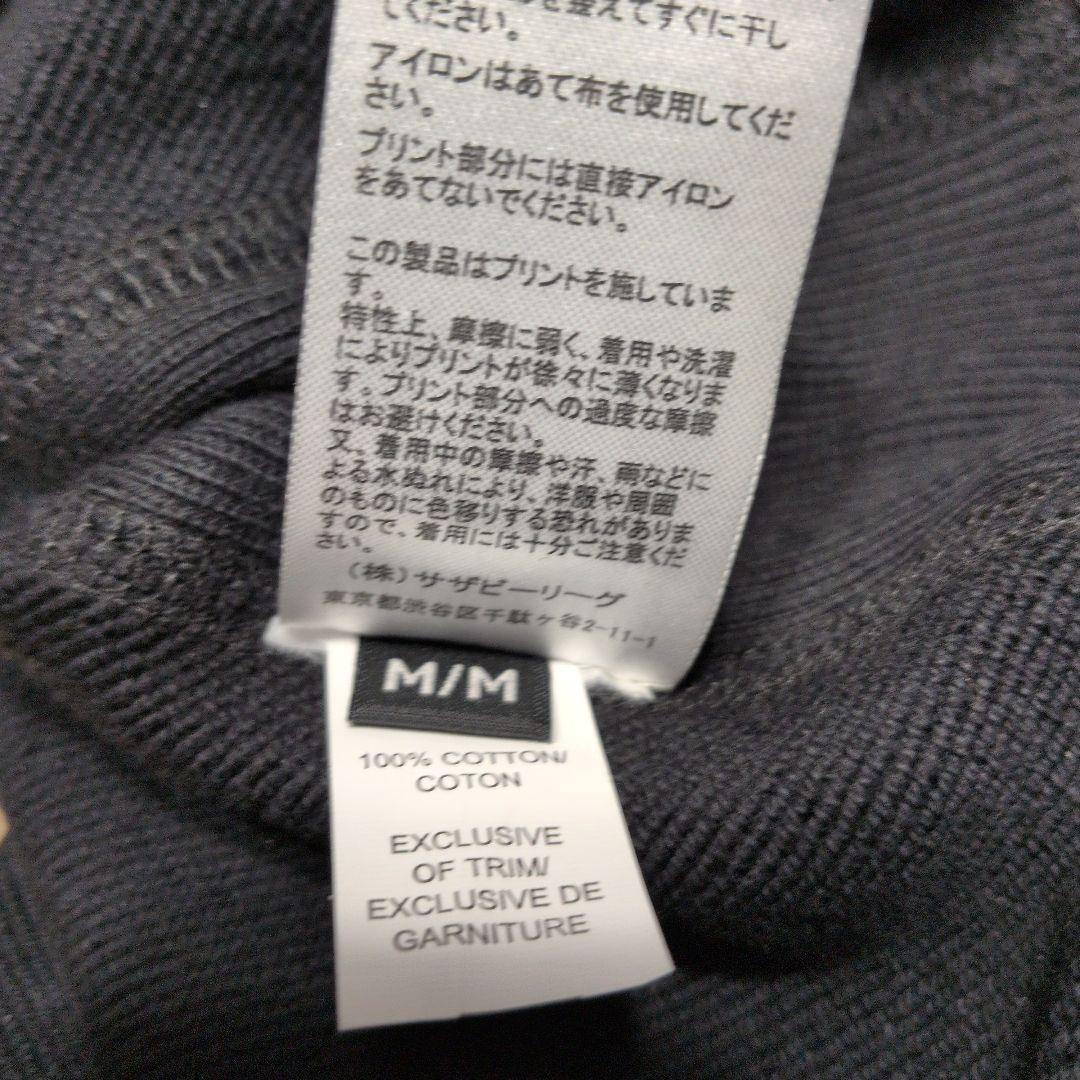 を整えてすぐに干し
てください。
アイロンはあて布を使用してくだ
さい。
プリント部分には直接アイロン
をあてないでください。
この製品はプリントを施していま
す。
特性上、摩擦に弱く、着用や洗濯
によりプリントが徐々に薄くなりま
す。プリント部分への過度な摩擦
はお避けください。
又、着用中の摩擦や汗、雨などに
よる水ぬれにより、洋服や周囲
のものに色移りする恐れがありま
すので、着用には十分ご注意くだ
さい。
(株)サザビーリーグ
東京都渋谷区千駄ヶ谷2-11-1
M/M
100% COTTON/
COTON
EXCLUSIVE
OF TRIM/
EXCLUSIVE DE
GARNITURE